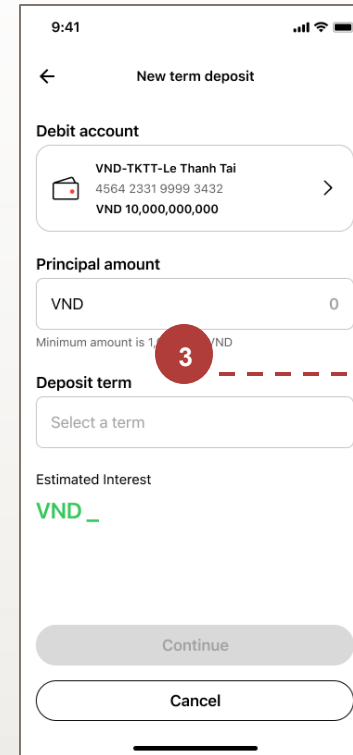 9:41
New term deposit
Debit account
VND-TKTT-Le Thanh Tai
4564 2331 9999 3432
VND 10,000,000,000
Principal amount
VND 0
Minimum amount is VND
3
Deposit term
Select a term
Estimated Interest
VND _
Continue
Cancel